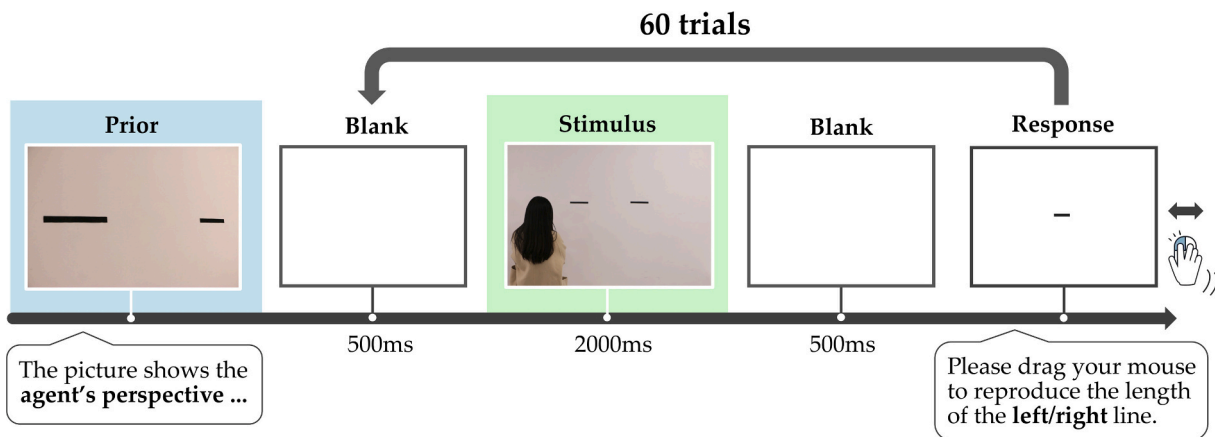 60 trials
Prior
Blank
Stimulus
Blank
Response
500ms
2000ms
500ms
The picture shows the
agent's perspective ...
Please drag your mouse
to reproduce the length
of the left/right line.